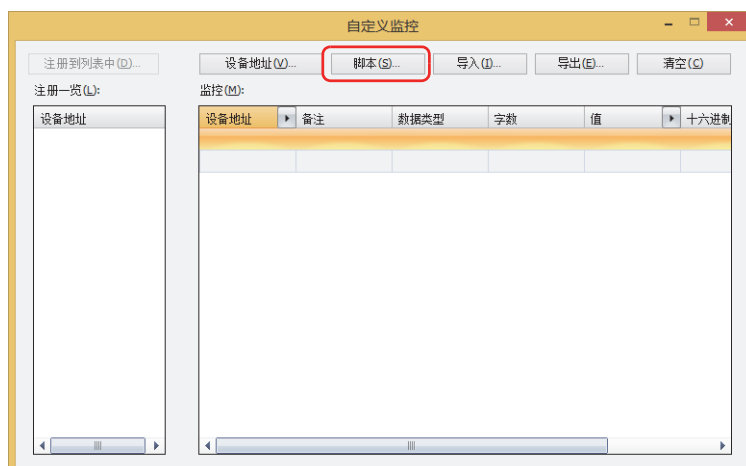 自定义监控
注册到列表中(D)... 设备地址(V)... 脚本(S)... 导入(I)... 导出(E)... 清空(C)
注册一览(L): 监控(M):
设备地址 设备地址 备注 数据类型 字数 值 十六进制